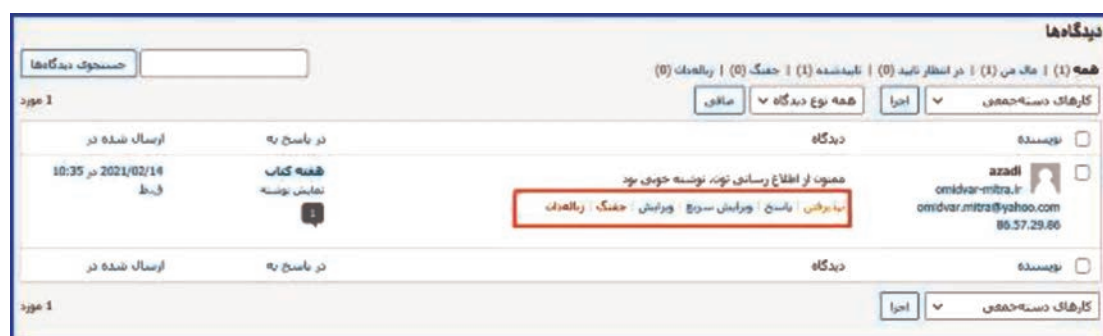 دیدگاه‌ها
همه (1) | مال من (1) | در انتظار تایید (0) | تاییدشده (1) | جفنگ (0) | زباله‌دان (0)
جستجوی دیدگاه‌ها
کارهای دسته‌جمعی اجرا همه نوع دیدگاه صافی
1 مورد
نویسنده دیدگاه در پاسخ به ارسال شده در
azadi ممنون از اطلاع رسانی تون، نوشته خوبی بود هفته کتاب 2021/02/14 در 10:35
omidvar-mitra.ir نمایش نوشته ق.ظ
omidvar.mitra@yahoo.com نپذیرفتن | پاسخ | ویرایش سریع | ویرایش | جفنگ | زباله‌دان 1
86.57.29.86
نویسنده دیدگاه در پاسخ به ارسال شده در
کارهای دسته‌جمعی اجرا 1 مورد